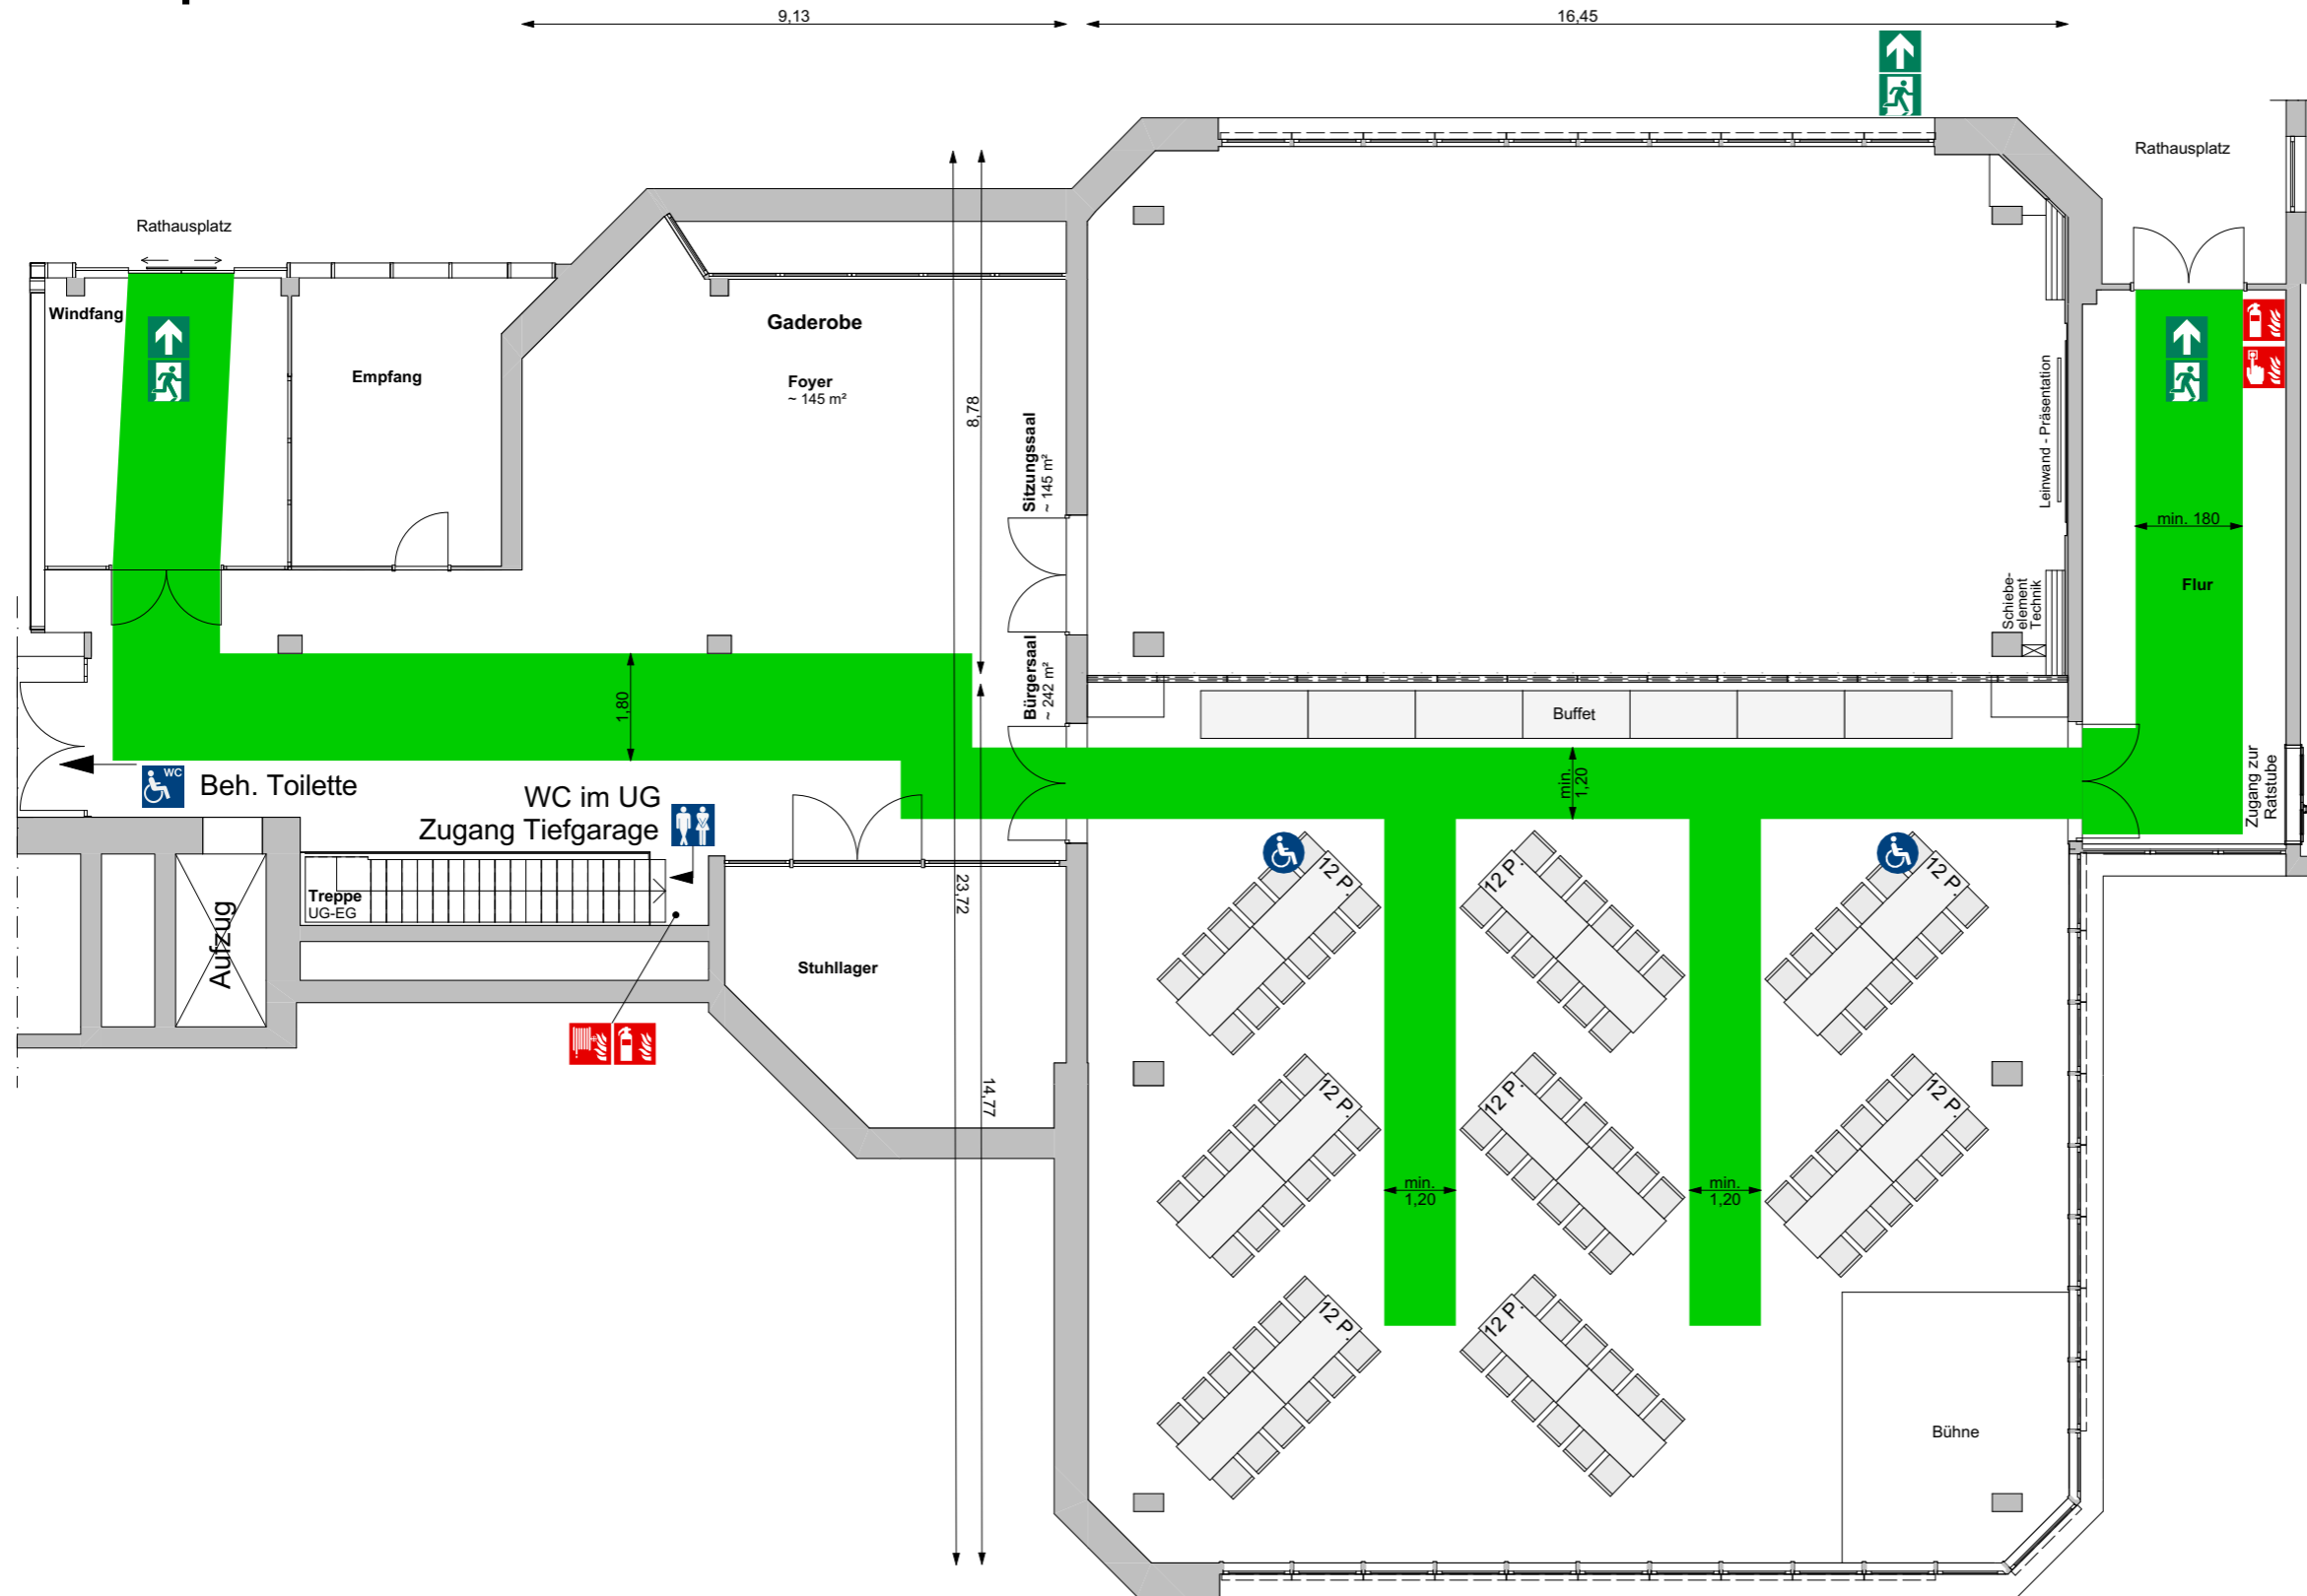 9,13
16,45
Rathausplatz
Rathausplatz
Windfang
Empfang
Gaderobe
Foyer
~ 145 m²
8,78
Sitzungssaal
~ 145 m²
Leinwand - Präsentation
min. 180
Flur
Schiebe-
element
Technik
Bürgersaal
~ 242 m²
1,80
Buffet
min.
1,20
Zugang zur
Ratstube
WC
Beh. Toilette
WC im UG
Zugang Tiefgarage
Treppe
UG-EG
Aufzug
23,72
Stuhllager
14,77
12 P.
12 P.
12 P.
12 P.
12 P.
12 P.
min.
1,20
min.
1,20
12 P.
12 P.
Bühne